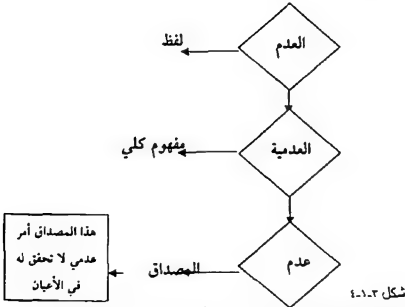 العدم
لفظ
العدمية
مفهوم كلي
عدم
المصداق
هذا المصداق أمر
عدمي لا تحقق له
في الأعيان
شكل ٣-١-٤